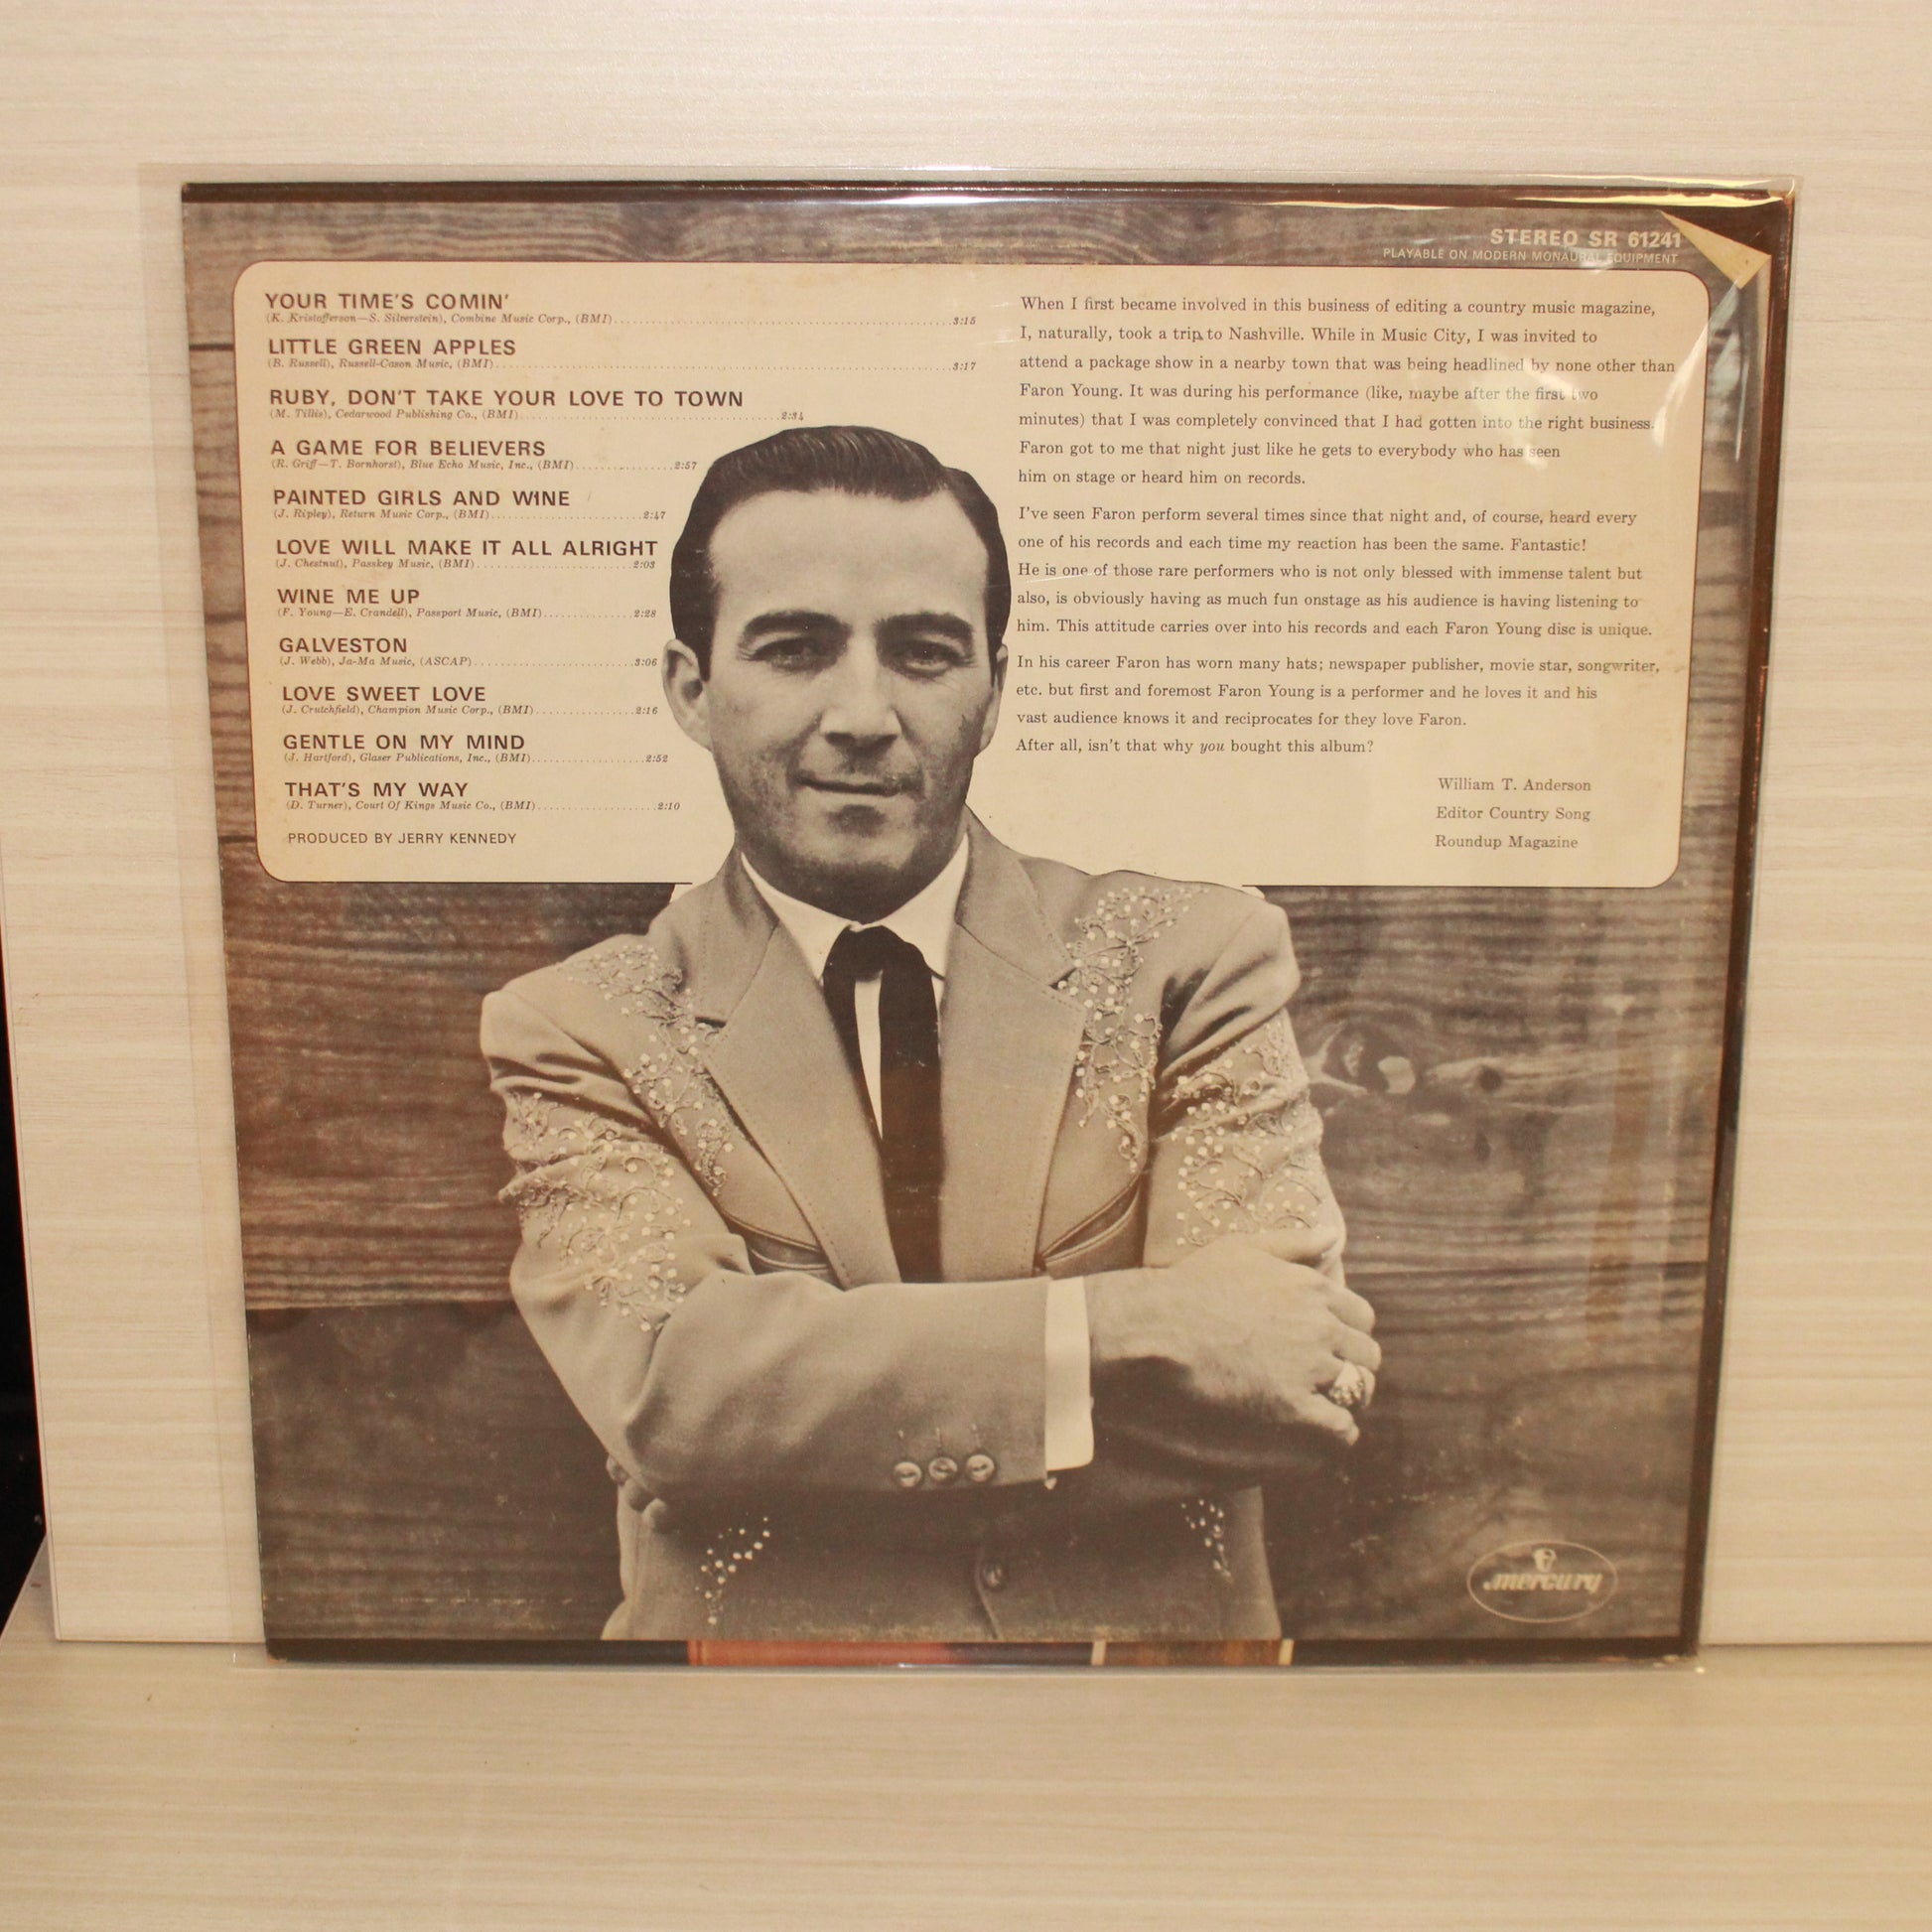 STEREO SR 61241
PLAYABLE ON MODERN MONAURAL EQUIPMENT
YOUR TIME'S COMIN'
(K. Kristofferson—S. Silverstein), Combine Music Corp., (BMI) 3:15
LITTLE GREEN APPLES
(B. Russell), Russell-Cason Music, (BMI) 3:17
RUBY, DON'T TAKE YOUR LOVE TO TOWN
(M. Tillis), Cedarwood Publishing Co., (BMI) 2:34
A GAME FOR BELIEVERS
(R. Griff—T. Bornhorst), Blue Echo Music, Inc., (BMI) 2:57
PAINTED GIRLS AND WINE
(J. Ripley), Return Music Corp., (BMI) 2:47
LOVE WILL MAKE IT ALL ALRIGHT
(J. Chestnut), Passkey Music, (BMI) 2:03
WINE ME UP
(F. Young—E. Crandell), Passport Music, (BMI) 2:28
GALVESTON
(J. Webb), Ja-Ma Music, (ASCAP) 3:06
LOVE SWEET LOVE
(J. Crutchfield), Champion Music Corp., (BMI) 2:16
GENTLE ON MY MIND
(J. Hartford), Glaser Publications, Inc., (BMI) 2:52
THAT'S MY WAY
(D. Turner), Court Of Kings Music Co., (BMI) 2:10
PRODUCED BY JERRY KENNEDY
When I first became involved in this business of editing a country music magazine,
I, naturally, took a trip to Nashville. While in Music City, I was invited to
attend a package show in a nearby town that was being headlined by none other than
Faron Young. It was during his performance (like, maybe after the first two
minutes) that I was completely convinced that I had gotten into the right business.
Faron got to me that night just like he gets to everybody who has seen
him on stage or heard him on records.
I've seen Faron perform several times since that night and, of course, heard every
one of his records and each time my reaction has been the same. Fantastic!
He is one of those rare performers who is not only blessed with immense talent but
also, is obviously having as much fun onstage as his audience is having listening to
him. This attitude carries over into his records and each Faron Young disc is unique.
In his career Faron has worn many hats; newspaper publisher, movie star, songwriter,
etc. but first and foremost Faron Young is a performer and he loves it and his
vast audience knows it and reciprocates for they love Faron.
After all, isn't that why you bought this album?
William T. Anderson
Editor Country Song
Roundup Magazine
mercury